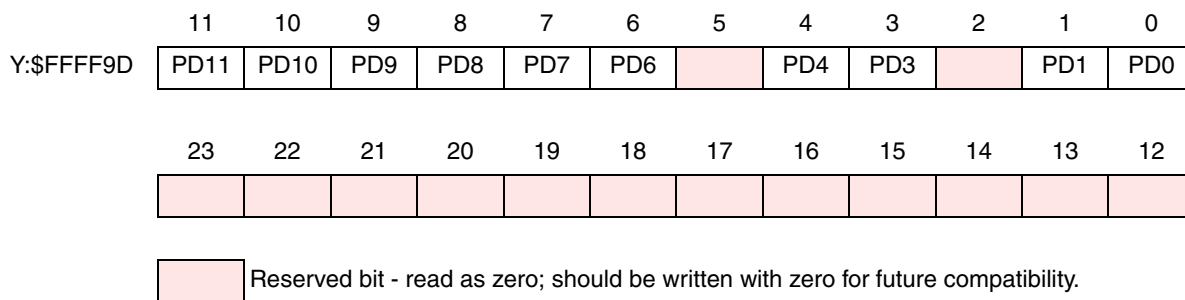 11 10 9 8 7 6 5 4 3 2 1 0
Y:$FFFF9D PD11 PD10 PD9 PD8 PD7 PD6 PD4 PD3 PD1 PD0
23 22 21 20 19 18 17 16 15 14 13 12
Reserved bit - read as zero; should be written with zero for future compatibility.